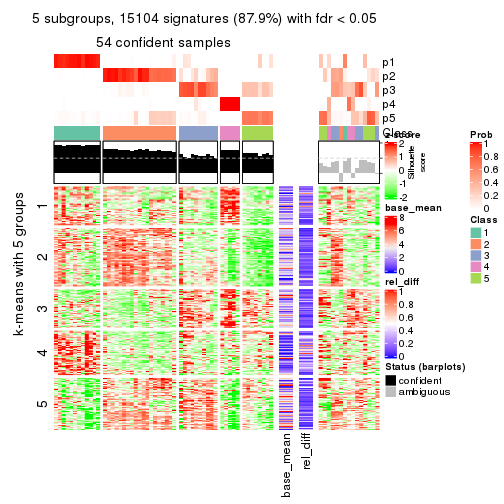 5 subgroups, 15104 signatures (87.9%) with fdr < 0.05
54 confident samples
p1
p2
p3
p4
p5
Class
z-score
2
1
0
-1
-2
Silhouette
score
base_mean
8
6
4
2
0
rel_diff
1
0.8
0.6
0.4
0.2
0
Prob
1
0.8
0.6
0.4
0.2
0
Class
1
2
3
4
5
Status (barplots)
confident
ambiguous
k-means with 5 groups
1
2
3
4
5
base_mean
rel_diff